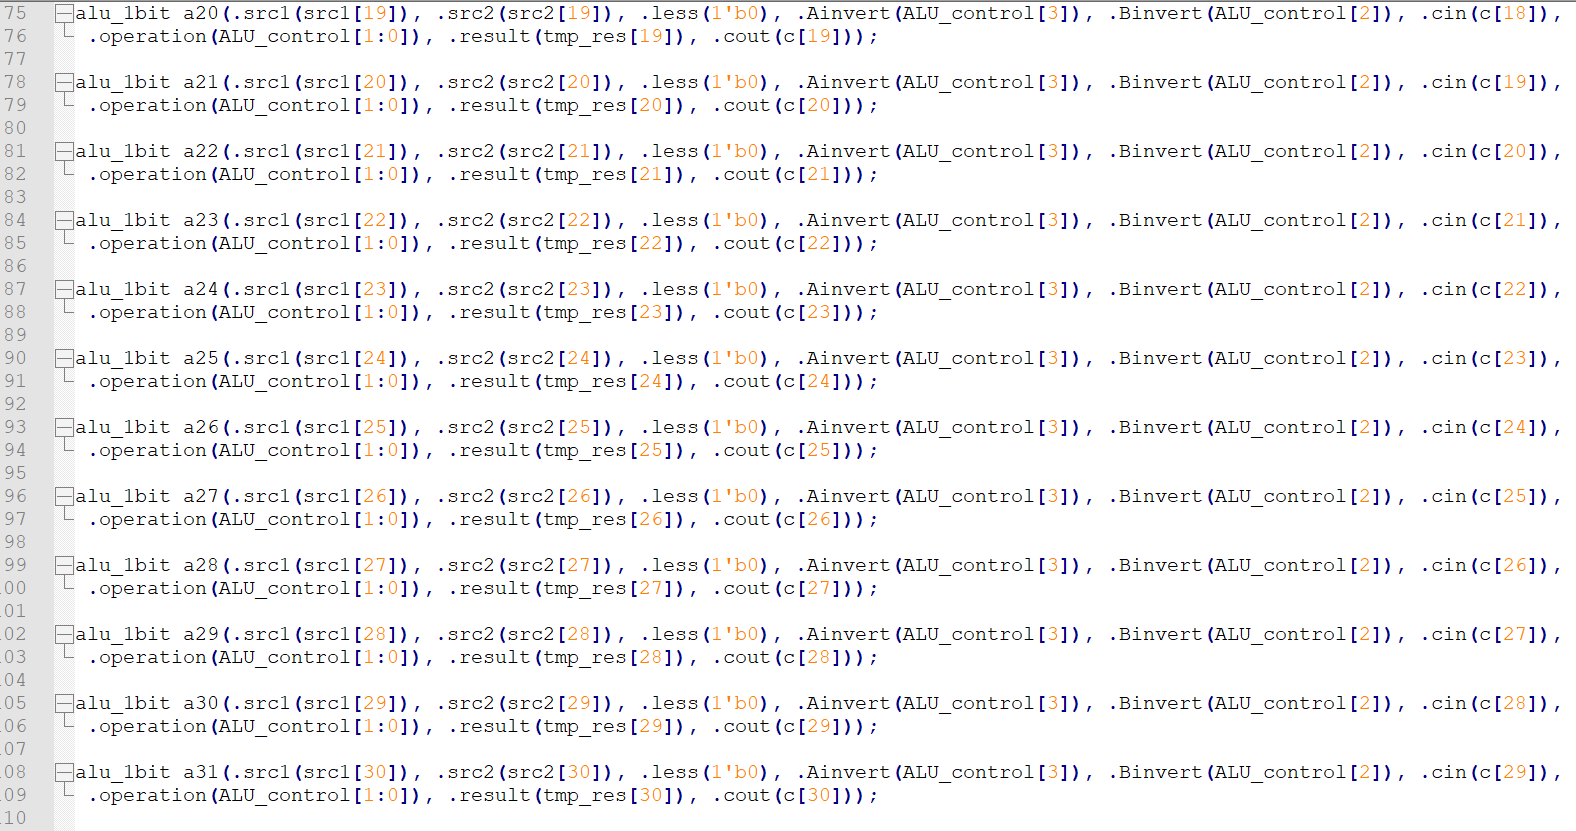 75 alu_1bit a20(.src1(src1[19]), .src2(src2[19]), .less(1'b0), .Ainvert(ALU_control[3]), .Binvert(ALU_control[2]), .cin(c[18]),
76 .operation(ALU_control[1:0]), .result(tmp_res[19]), .cout(c[19]));
77
78 alu_1bit a21(.src1(src1[20]), .src2(src2[20]), .less(1'b0), .Ainvert(ALU_control[3]), .Binvert(ALU_control[2]), .cin(c[19]),
79 .operation(ALU_control[1:0]), .result(tmp_res[20]), .cout(c[20]));
80
81 alu_1bit a22(.src1(src1[21]), .src2(src2[21]), .less(1'b0), .Ainvert(ALU_control[3]), .Binvert(ALU_control[2]), .cin(c[20]),
82 .operation(ALU_control[1:0]), .result(tmp_res[21]), .cout(c[21]));
83
84 alu_1bit a23(.src1(src1[22]), .src2(src2[22]), .less(1'b0), .Ainvert(ALU_control[3]), .Binvert(ALU_control[2]), .cin(c[21]),
85 .operation(ALU_control[1:0]), .result(tmp_res[22]), .cout(c[22]));
86
87 alu_1bit a24(.src1(src1[23]), .src2(src2[23]), .less(1'b0), .Ainvert(ALU_control[3]), .Binvert(ALU_control[2]), .cin(c[22]),
88 .operation(ALU_control[1:0]), .result(tmp_res[23]), .cout(c[23]));
89
90 alu_1bit a25(.src1(src1[24]), .src2(src2[24]), .less(1'b0), .Ainvert(ALU_control[3]), .Binvert(ALU_control[2]), .cin(c[23]),
91 .operation(ALU_control[1:0]), .result(tmp_res[24]), .cout(c[24]));
92
93 alu_1bit a26(.src1(src1[25]), .src2(src2[25]), .less(1'b0), .Ainvert(ALU_control[3]), .Binvert(ALU_control[2]), .cin(c[24]),
94 .operation(ALU_control[1:0]), .result(tmp_res[25]), .cout(c[25]));
95
96 alu_1bit a27(.src1(src1[26]), .src2(src2[26]), .less(1'b0), .Ainvert(ALU_control[3]), .Binvert(ALU_control[2]), .cin(c[25]),
97 .operation(ALU_control[1:0]), .result(tmp_res[26]), .cout(c[26]));
98
99 alu_1bit a28(.src1(src1[27]), .src2(src2[27]), .less(1'b0), .Ainvert(ALU_control[3]), .Binvert(ALU_control[2]), .cin(c[26]),
00 .operation(ALU_control[1:0]), .result(tmp_res[27]), .cout(c[27]));
01
02 alu_1bit a29(.src1(src1[28]), .src2(src2[28]), .less(1'b0), .Ainvert(ALU_control[3]), .Binvert(ALU_control[2]), .cin(c[27]),
03 .operation(ALU_control[1:0]), .result(tmp_res[28]), .cout(c[28]));
04
05 alu_1bit a30(.src1(src1[29]), .src2(src2[29]), .less(1'b0), .Ainvert(ALU_control[3]), .Binvert(ALU_control[2]), .cin(c[28]),
06 .operation(ALU_control[1:0]), .result(tmp_res[29]), .cout(c[29]));
07
08 alu_1bit a31(.src1(src1[30]), .src2(src2[30]), .less(1'b0), .Ainvert(ALU_control[3]), .Binvert(ALU_control[2]), .cin(c[29]),
09 .operation(ALU_control[1:0]), .result(tmp_res[30]), .cout(c[30]));
10